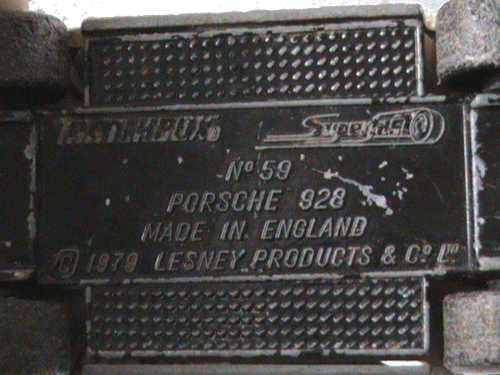 MATCHBOX Superfast
Nº 59
PORSCHE 928
MADE IN ENGLAND
© 1979 LESNEY PRODUCTS & Cº Lᵀᴰ